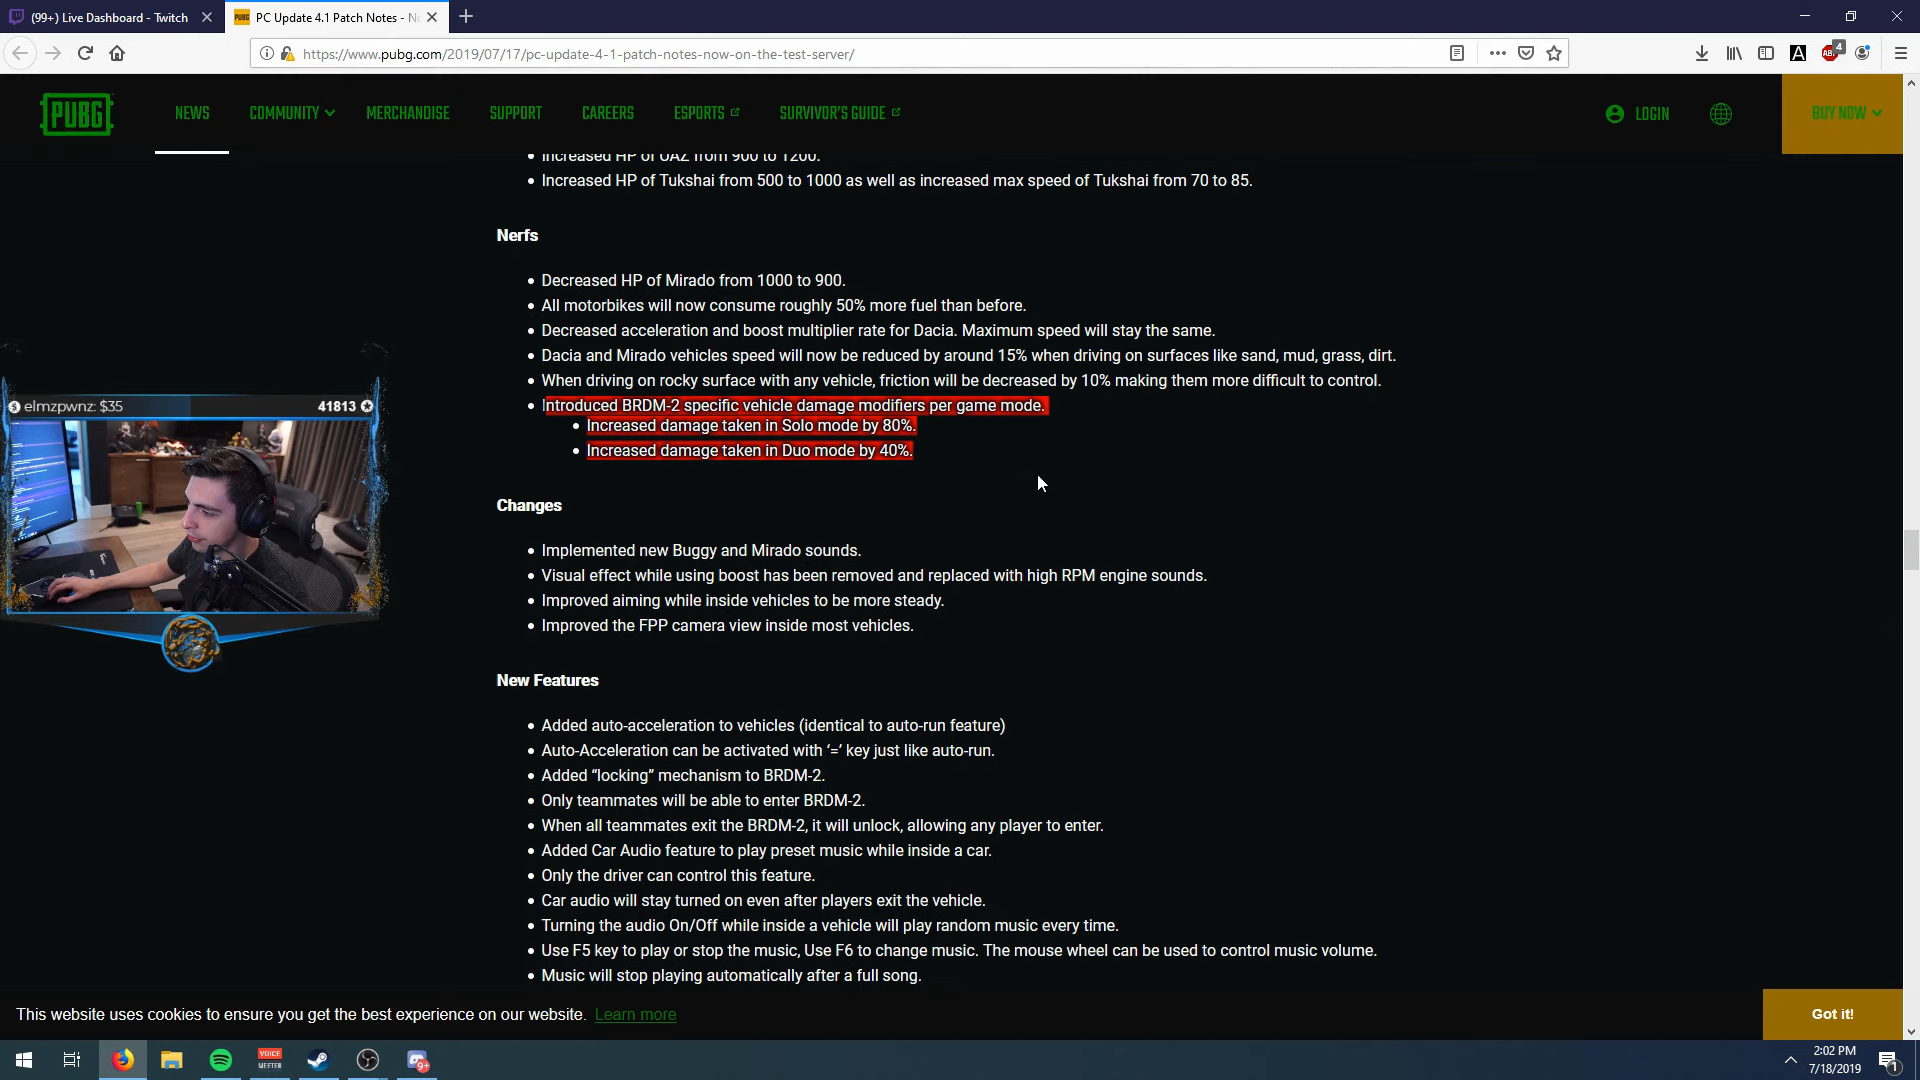 (99+) Live Dashboard - Twitch
PC Update 4.1 Patch Notes - No
https://www.pubg.com/2019/07/17/pc-update-4-1-patch-notes-now-on-the-test-server/
A
ABP
4
PUBG
NEWS
COMMUNITY
MERCHANDISE
SUPPORT
CAREERS
ESPORTS
SURVIVOR'S GUIDE
LOGIN
BUY NOW
• Increased HP of UAZ from 900 to 1200.
• Increased HP of Tukshai from 500 to 1000 as well as increased max speed of Tukshai from 70 to 85.
Nerfs
• Decreased HP of Mirado from 1000 to 900.
• All motorbikes will now consume roughly 50% more fuel than before.
• Decreased acceleration and boost multiplier rate for Dacia. Maximum speed will stay the same.
• Dacia and Mirado vehicles speed will now be reduced by around 15% when driving on surfaces like sand, mud, grass, dirt.
• When driving on rocky surface with any vehicle, friction will be decreased by 10% making them more difficult to control.
• Introduced BRDM-2 specific vehicle damage modifiers per game mode.
• Increased damage taken in Solo mode by 80%.
• Increased damage taken in Duo mode by 40%.
elmzpwnz: $35
41813
Changes
• Implemented new Buggy and Mirado sounds.
• Visual effect while using boost has been removed and replaced with high RPM engine sounds.
• Improved aiming while inside vehicles to be more steady.
• Improved the FPP camera view inside most vehicles.
New Features
• Added auto-acceleration to vehicles (identical to auto-run feature)
• Auto-Acceleration can be activated with ‘=’ key just like auto-run.
• Added “locking” mechanism to BRDM-2.
• Only teammates will be able to enter BRDM-2.
• When all teammates exit the BRDM-2, it will unlock, allowing any player to enter.
• Added Car Audio feature to play preset music while inside a car.
• Only the driver can control this feature.
• Car audio will stay turned on even after players exit the vehicle.
• Turning the audio On/Off while inside a vehicle will play random music every time.
• Use F5 key to play or stop the music, Use F6 to change music. The mouse wheel can be used to control music volume.
• Music will stop playing automatically after a full song.
This website uses cookies to ensure you get the best experience on our website. Learn more
Got it!
VOICE
MEETER
9+
2:02 PM
7/18/2019
1